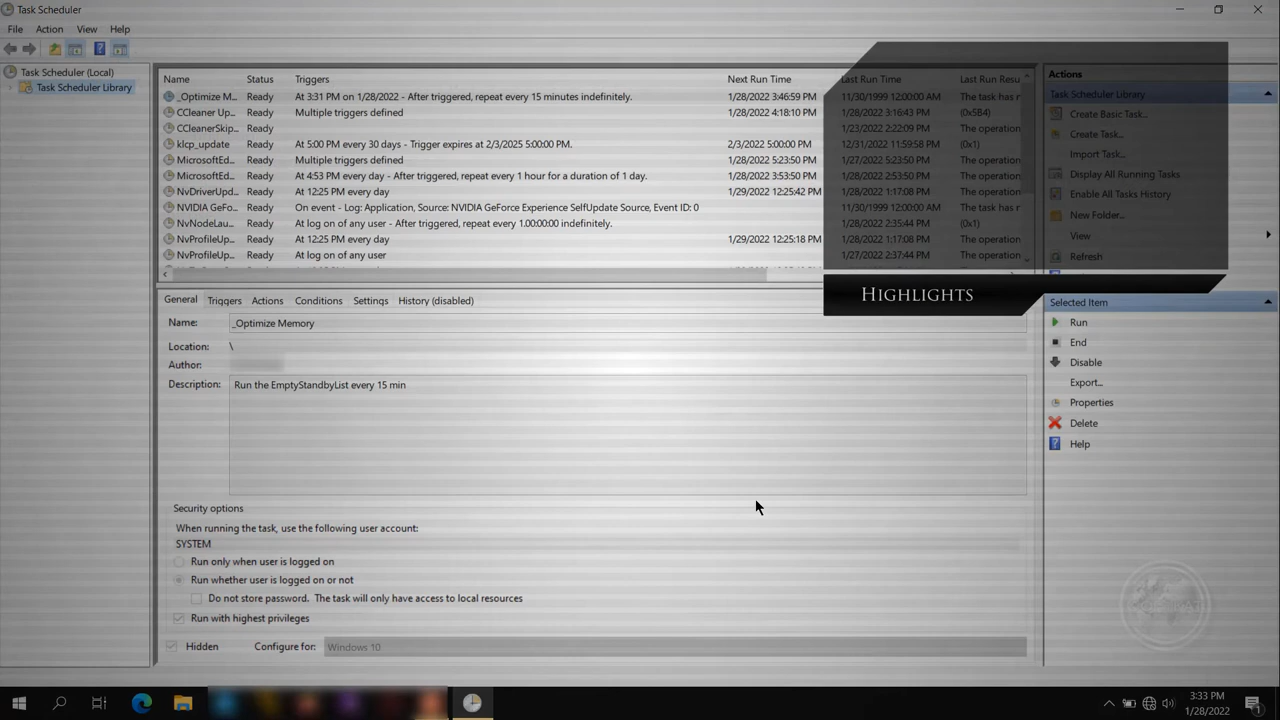 Task Scheduler
File Action View Help
Task Scheduler (Local)
Task Scheduler Library
Name Status Triggers Next Run Time Last Run Time Last Run Resu
_Optimize M... Ready At 3:31 PM on 1/28/2022 - After triggered, repeat every 15 minutes indefinitely. 1/28/2022 3:46:59 PM 11/30/1999 12:00:00 AM The task has r
CCleaner Up... Ready Multiple triggers defined 1/28/2022 4:18:10 PM 1/28/2022 3:16:43 PM (0x5B4)
CCleanerSkip... Ready 1/23/2022 2:22:09 PM The operation
klcp_update Ready At 5:00 PM every 30 days - Trigger expires at 2/3/2025 5:00:00 PM. 2/3/2022 5:00:00 PM 12/31/2022 11:59:58 PM (0x1)
MicrosoftEd... Ready Multiple triggers defined 1/28/2022 5:23:50 PM 1/27/2022 5:23:50 PM The operation
MicrosoftEd... Ready At 4:53 PM every day - After triggered, repeat every 1 hour for a duration of 1 day. 1/28/2022 3:53:50 PM 1/28/2022 2:53:50 PM The operation
NvDriverUpd... Ready At 12:25 PM every day 1/29/2022 12:25:42 PM 1/28/2022 1:17:08 PM The operation
NVIDIA GeFo... Ready On event - Log: Application, Source: NVIDIA GeForce Experience SelfUpdate Source, Event ID: 0 11/30/1999 12:00:00 AM The task has r
NvNodeLau... Ready At log on of any user - After triggered, repeat every 1.00:00:00 indefinitely. 1/28/2022 2:35:44 PM (0x1)
NvProfileUp... Ready At 12:25 PM every day 1/29/2022 12:25:18 PM 1/28/2022 1:17:08 PM The operation
NvProfileUp... Ready At log on of any user 1/27/2022 2:37:44 PM The operation
General Triggers Actions Conditions Settings History (disabled)
Name: _Optimize Memory
Location: \
Author:
Description: Run the EmptyStandbyList every 15 min
Security options
When running the task, use the following user account:
SYSTEM
Run only when user is logged on
Run whether user is logged on or not
Do not store password. The task will only have access to local resources
Run with highest privileges
Hidden Configure for: Windows 10
Highlights
Actions
Task Scheduler Library
Create Basic Task...
Create Task...
Import Task...
Display All Running Tasks
Enable All Tasks History
New Folder...
View
Refresh
Selected Item
Run
End
Disable
Export...
Properties
Delete
Help
3:33 PM
1/28/2022
1